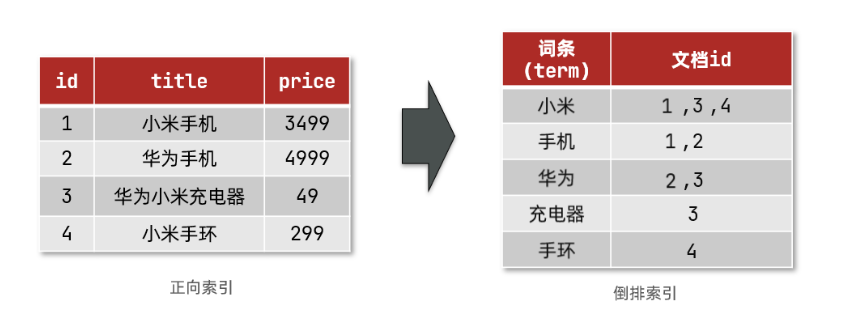 id title price
1 小米手机 3499
2 华为手机 4999
3 华为小米充电器 49
4 小米手环 299
正向索引
词条
(term) 文档id
小米 1 ,3 ,4
手机 1 ,2
华为 2 ,3
充电器 3
手环 4
倒排索引